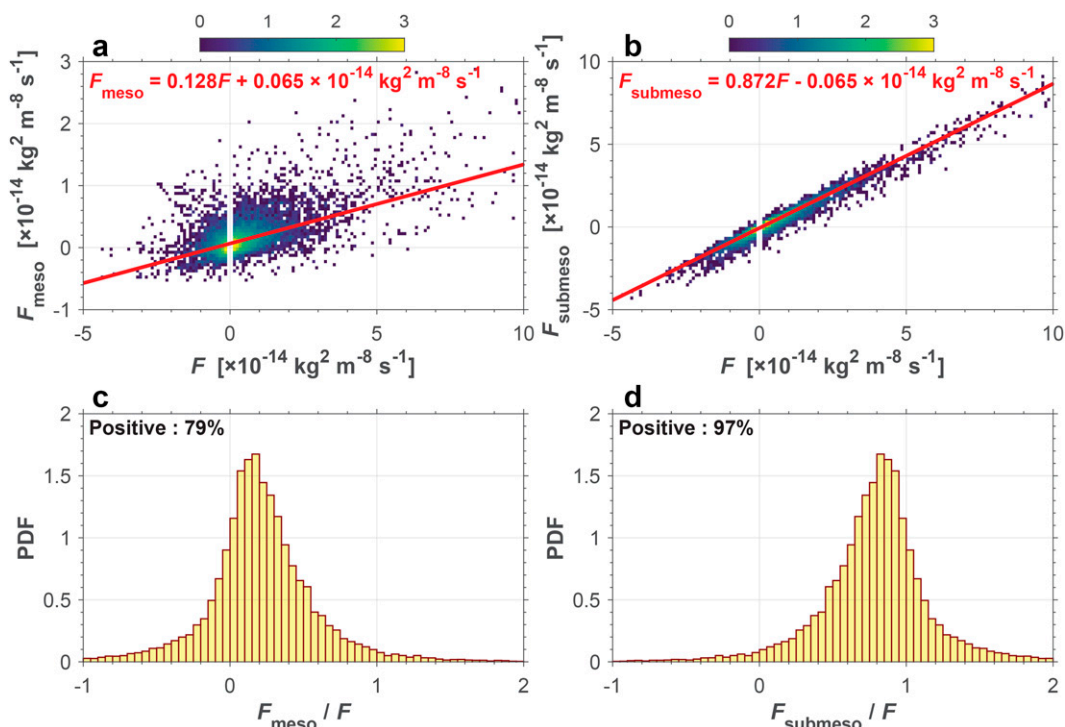 0 1 2 3
a
F_meso = 0.128F + 0.065 × 10^-14 kg^2 m^-8 s^-1
3
2
1
0
-1
F_meso [×10^-14 kg^2 m^-8 s^-1]
-5 0 5 10
F [×10^-14 kg^2 m^-8 s^-1]
0 1 2 3
b
F_submeso = 0.872F - 0.065 × 10^-14 kg^2 m^-8 s^-1
10
5
0
-5
F_submeso [×10^-14 kg^2 m^-8 s^-1]
-5 0 5 10
F [×10^-14 kg^2 m^-8 s^-1]
c
Positive : 79%
2
1.5
1
0.5
0
PDF
-1 0 1 2
F_meso / F
d
Positive : 97%
2
1.5
1
0.5
0
PDF
-1 0 1 2
F_submeso / F